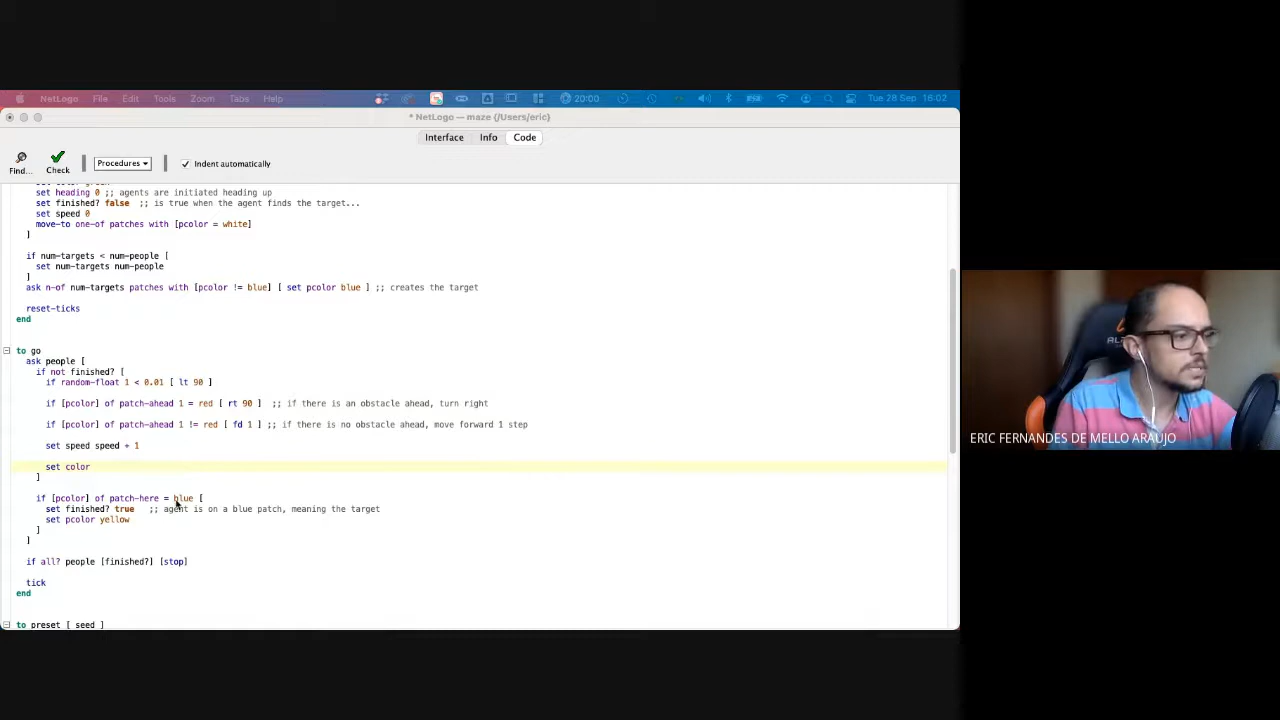 NetLogo File Edit Tools Zoom Tabs Help 20:00 Tue 28 Sep 16:02
* NetLogo — maze {/Users/eric}
Interface Info Code
Find... Check Procedures Indent automatically
set heading 0 ;; agents are initiated heading up
set finished? false ;; is true when the agent finds the target...
set speed 0
move-to one-of patches with [pcolor = white]
]
if num-targets < num-people [
set num-targets num-people
]
ask n-of num-targets patches with [pcolor != blue] [ set pcolor blue ] ;; creates the target
reset-ticks
end
to go
ask people [
if not finished? [
if random-float 1 < 0.01 [ lt 90 ]
if [pcolor] of patch-ahead 1 = red [ rt 90 ] ;; if there is an obstacle ahead, turn right
if [pcolor] of patch-ahead 1 != red [ fd 1 ] ;; if there is no obstacle ahead, move forward 1 step
set speed speed + 1
set color
]
if [pcolor] of patch-here = blue [
set finished? true ;; agent is on a blue patch, meaning the target
set pcolor yellow
]
]
if all? people [finished?] [stop]
tick
end
to preset [ seed ]
ERIC FERNANDES DE MELLO ARAUJO